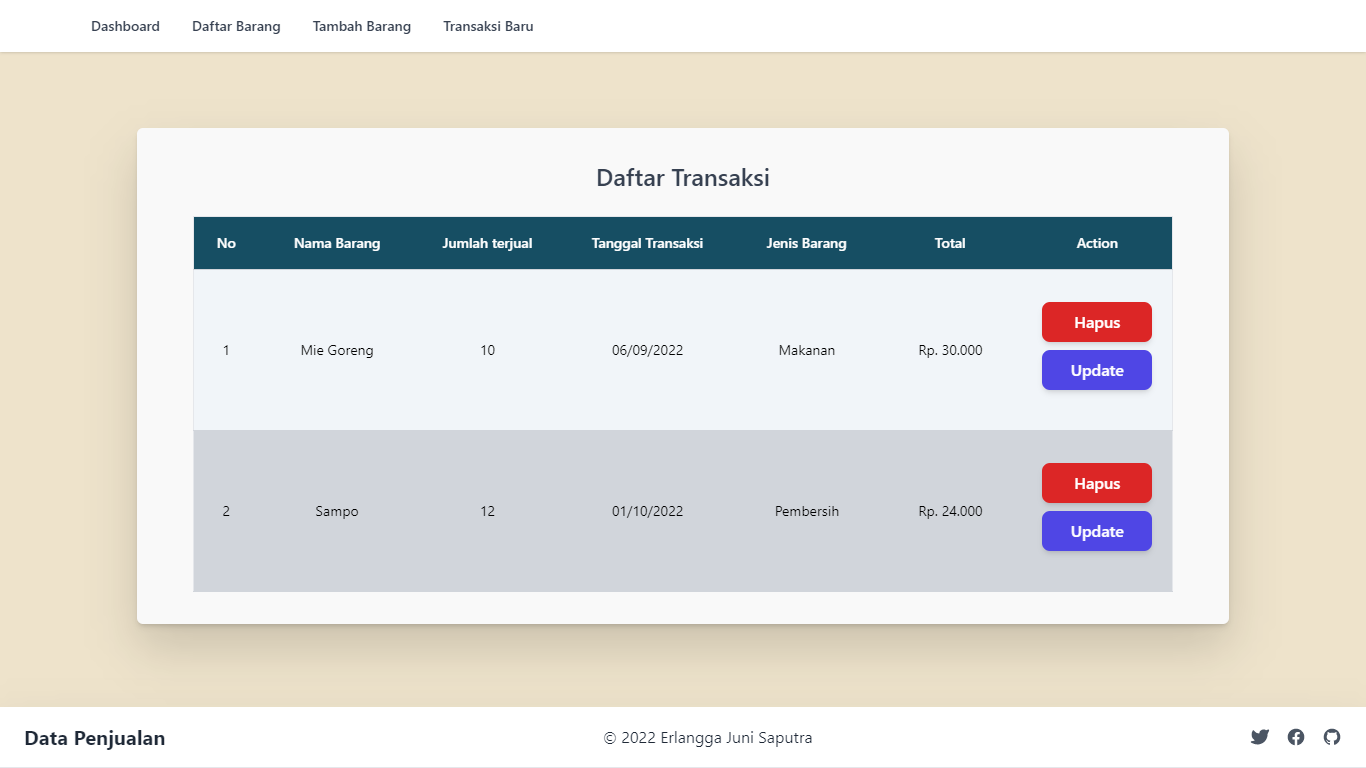 Dashboard Daftar Barang Tambah Barang Transaksi Baru
Daftar Transaksi
No Nama Barang Jumlah terjual Tanggal Transaksi Jenis Barang Total Action
1 Mie Goreng 10 06/09/2022 Makanan Rp. 30.000 Hapus
Update
2 Sampo 12 01/10/2022 Pembersih Rp. 24.000 Hapus
Update
Data Penjualan © 2022 Erlangga Juni Saputra